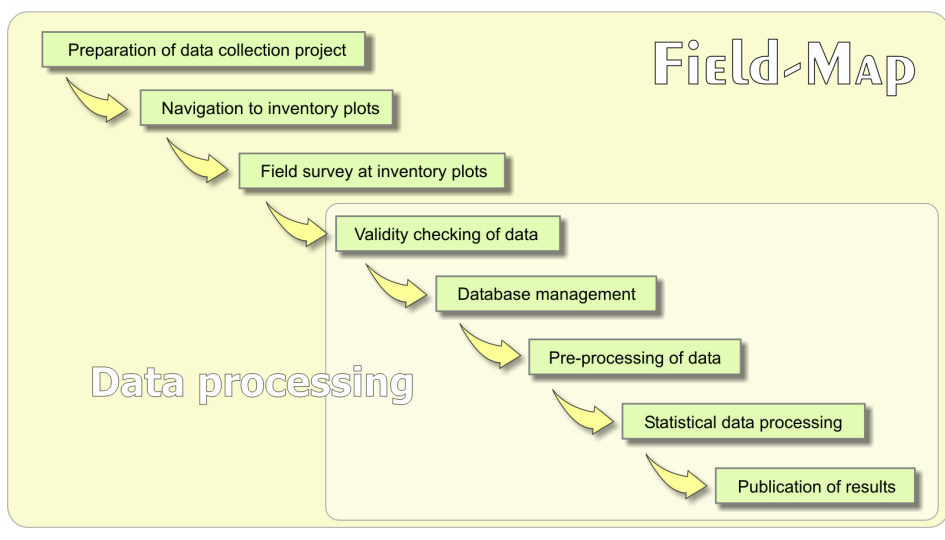 Preparation of data collection project
Field-Map
Navigation to inventory plots
Field survey at inventory plots
Validity checking of data
Database management
Pre-processing of data
Data processing
Statistical data processing
Publication of results